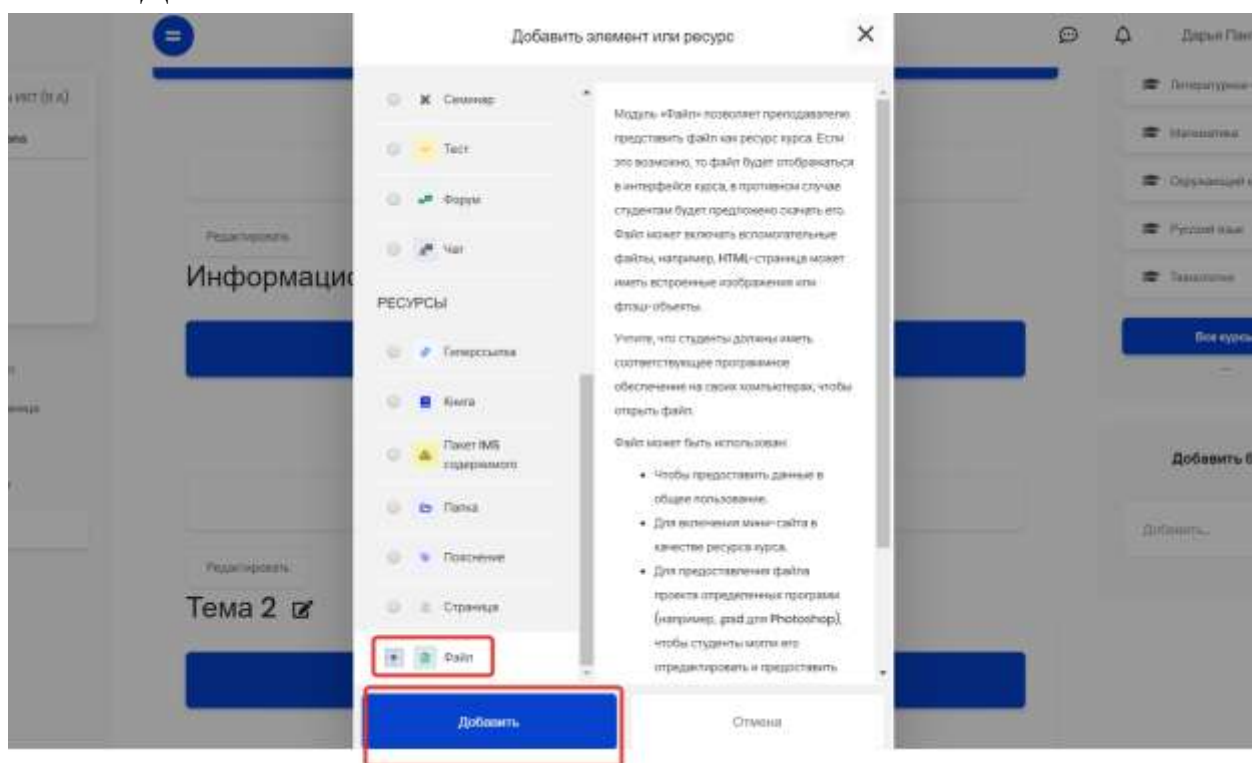 Добавить элемент или ресурс
Дарья
Семинар
Тест
Форум
Чат
РЕСУРСЫ
Гиперссылка
Книга
Пакет IMS
содержимого
Папка
Пояснение
Страница
Файл
Модуль «Файл» позволяет преподавателю
представить файл как ресурс курса. Если
это возможно, то файл будет отображаться
в интерфейсе курса, в противном случае
студентам будет предложено скачать его.
Файл может включать вспомогательные
файлы, например, HTML-страница может
иметь встроенные изображения или
флэш-объекты.
Учтите, что студенты должны иметь
соответствующее программное
обеспечение на своих компьютерах, чтобы
открыть файл.
Файл может быть использован:
Чтобы предоставить данные в
общее пользование.
Для включения мини-сайта в
качестве ресурса курса.
Для предоставления файла
проекта определенных программ
(например, .psd для Photoshop),
чтобы студенты могли его
отредактировать и предоставить
Добавить
Отмена
Редактировать
Информацио
Редактировать
Тема 2
Математика
Русский язык
Технология
Все курсы
Добавить б
Добавить...